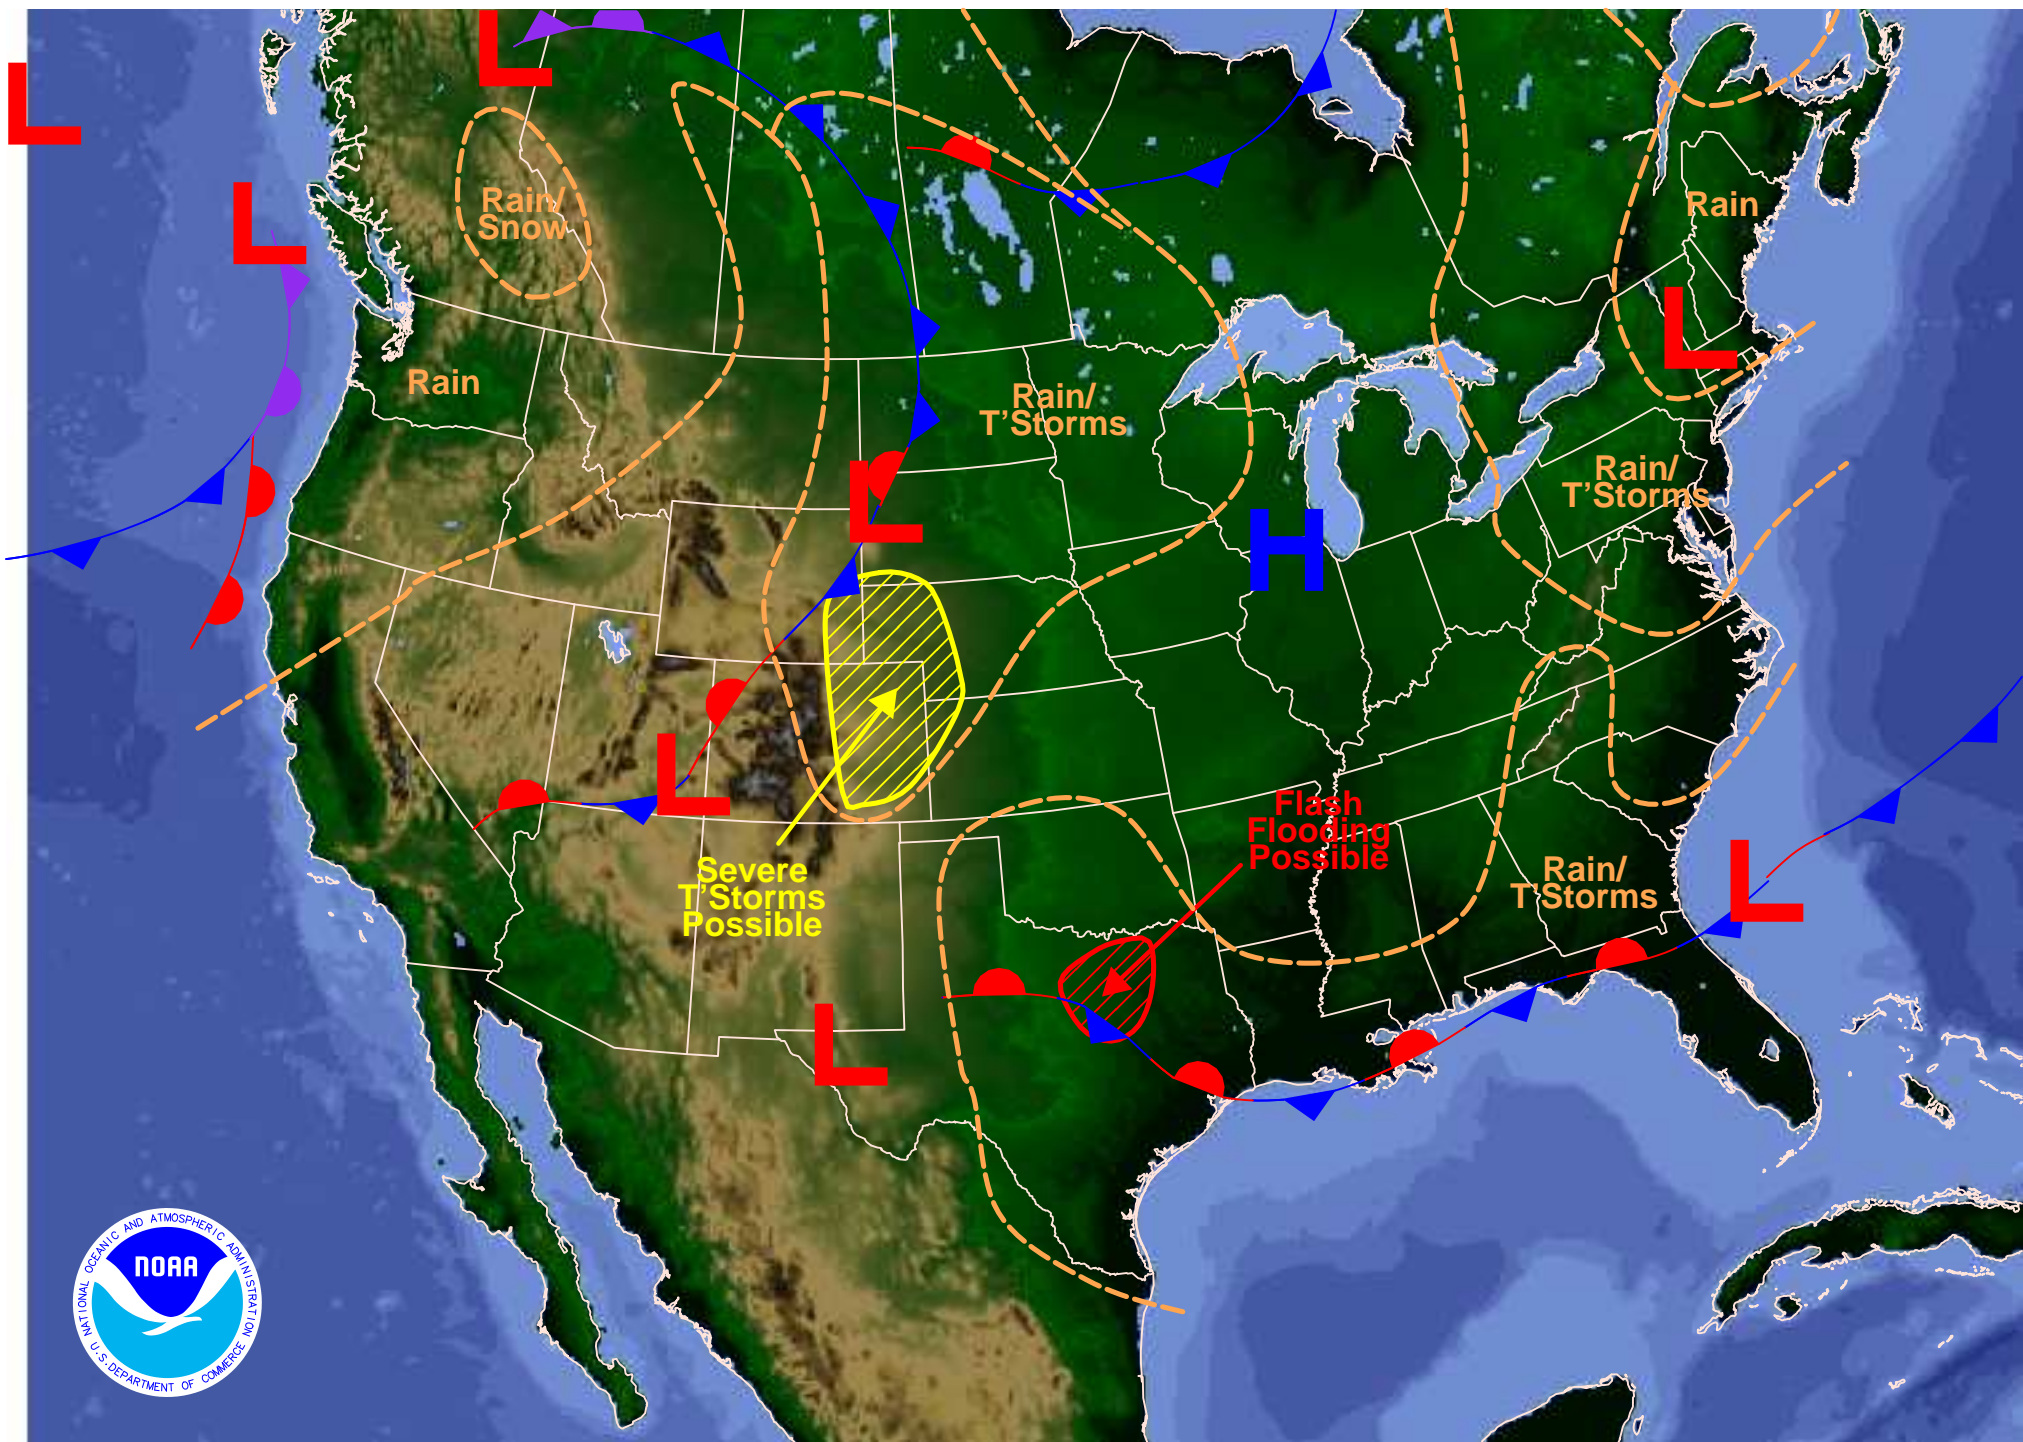 L
L
L
Rain/
Snow
Rain
Rain
L
Rain/
T'Storms
Rain/
T'Storms
L
H
L
Flash
Flooding
Possible
Severe
T'Storms
Possible
Rain/
T'Storms
L
L
NATIONAL OCEANIC AND ATMOSPHERIC ADMINISTRATION
NOAA
U.S. DEPARTMENT OF COMMERCE